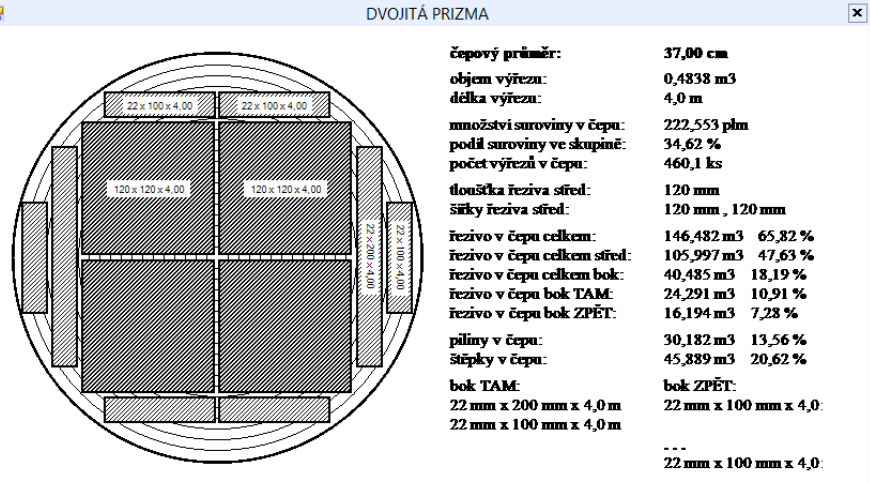 DVOJITÁ PRIZMA
22 x 100 x 4,00
22 x 100 x 4,00
120 x 120 x 4,00
120 x 120 x 4,00
22 x 200 x 4,00
22 x 100 x 4,00
čepový průměr: 37,00 cm
objem výřezu: 0,4838 m3
délka výřezu: 4,0 m
množství suroviny v čepu: 222,553 plm
podíl suroviny ve skupině: 34,62 %
počet výřezů v čepu: 460,1 ks
tloušťka řeziva střed: 120 mm
šířky řeziva střed: 120 mm , 120 mm
řezivo v čepu celkem: 146,482 m3 65,82 %
řezivo v čepu celkem střed: 105,997 m3 47,63 %
řezivo v čepu celkem bok: 40,485 m3 18,19 %
řezivo v čepu bok TAM: 24,291 m3 10,91 %
řezivo v čepu bok ZPĚT: 16,194 m3 7,28 %
piliny v čepu: 30,182 m3 13,56 %
štěpky v čepu: 45,889 m3 20,62 %
bok TAM: bok ZPĚT:
22 mm x 200 mm x 4,0 m 22 mm x 100 mm x 4,0
22 mm x 100 mm x 4,0 m
- - -
22 mm x 100 mm x 4,0